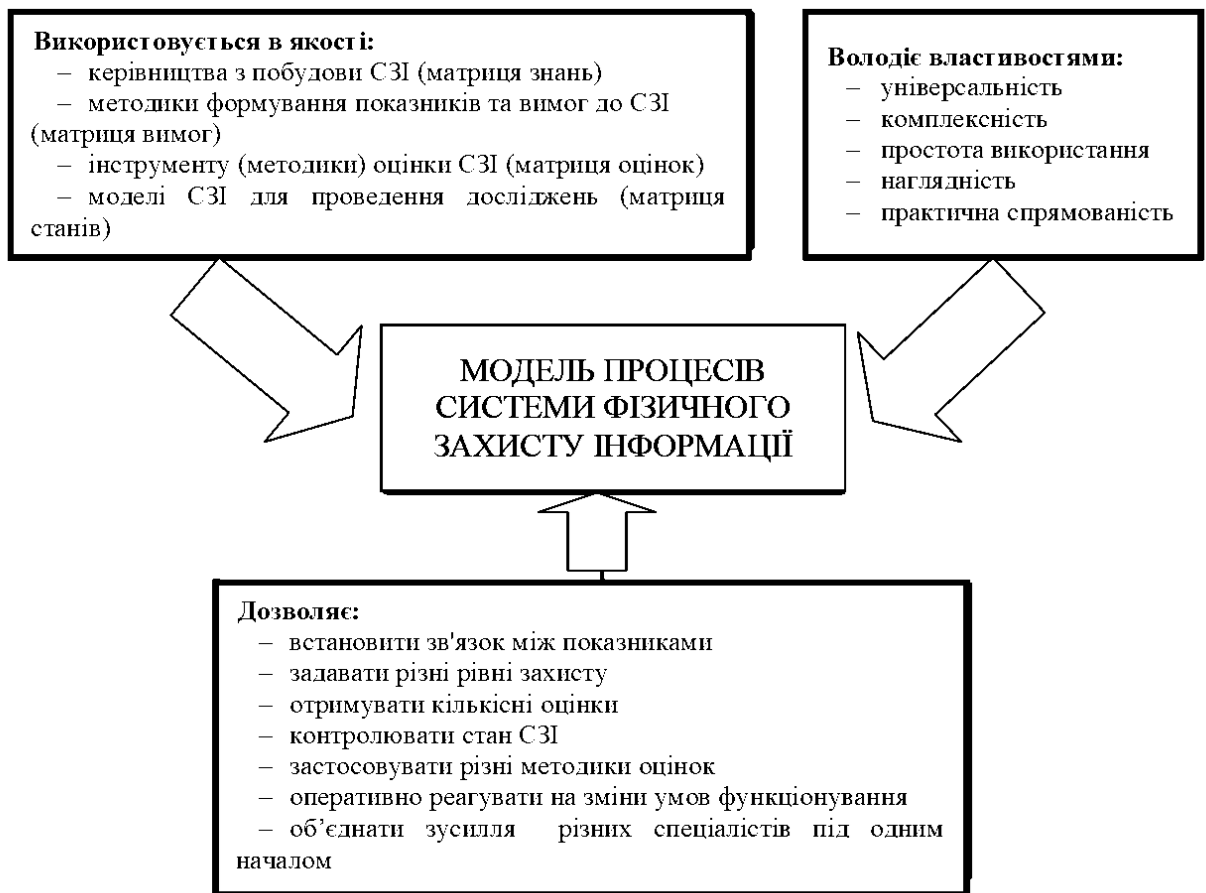 Використовується в якості:
– керівництва з побудови СЗІ (матриця знань)
– методики формування показників та вимог до СЗІ
(матриця вимог)
– інструменту (методики) оцінки СЗІ (матриця оцінок)
– моделі СЗІ для проведення досліджень (матриця
станів)
Володіє властивостями:
– універсальність
– комплексність
– простота використання
– наглядність
– практична спрямованість
МОДЕЛЬ ПРОЦЕСІВ
СИСТЕМИ ФІЗИЧНОГО
ЗАХИСТУ ІНФОРМАЦІЇ
Дозволяє:
– встановити зв'язок між показниками
– задавати різні рівні захисту
– отримувати кількісні оцінки
– контролювати стан СЗІ
– застосовувати різні методики оцінок
– оперативно реагувати на зміни умов функціонування
– об’єднати зусилля різних спеціалістів під одним
началом